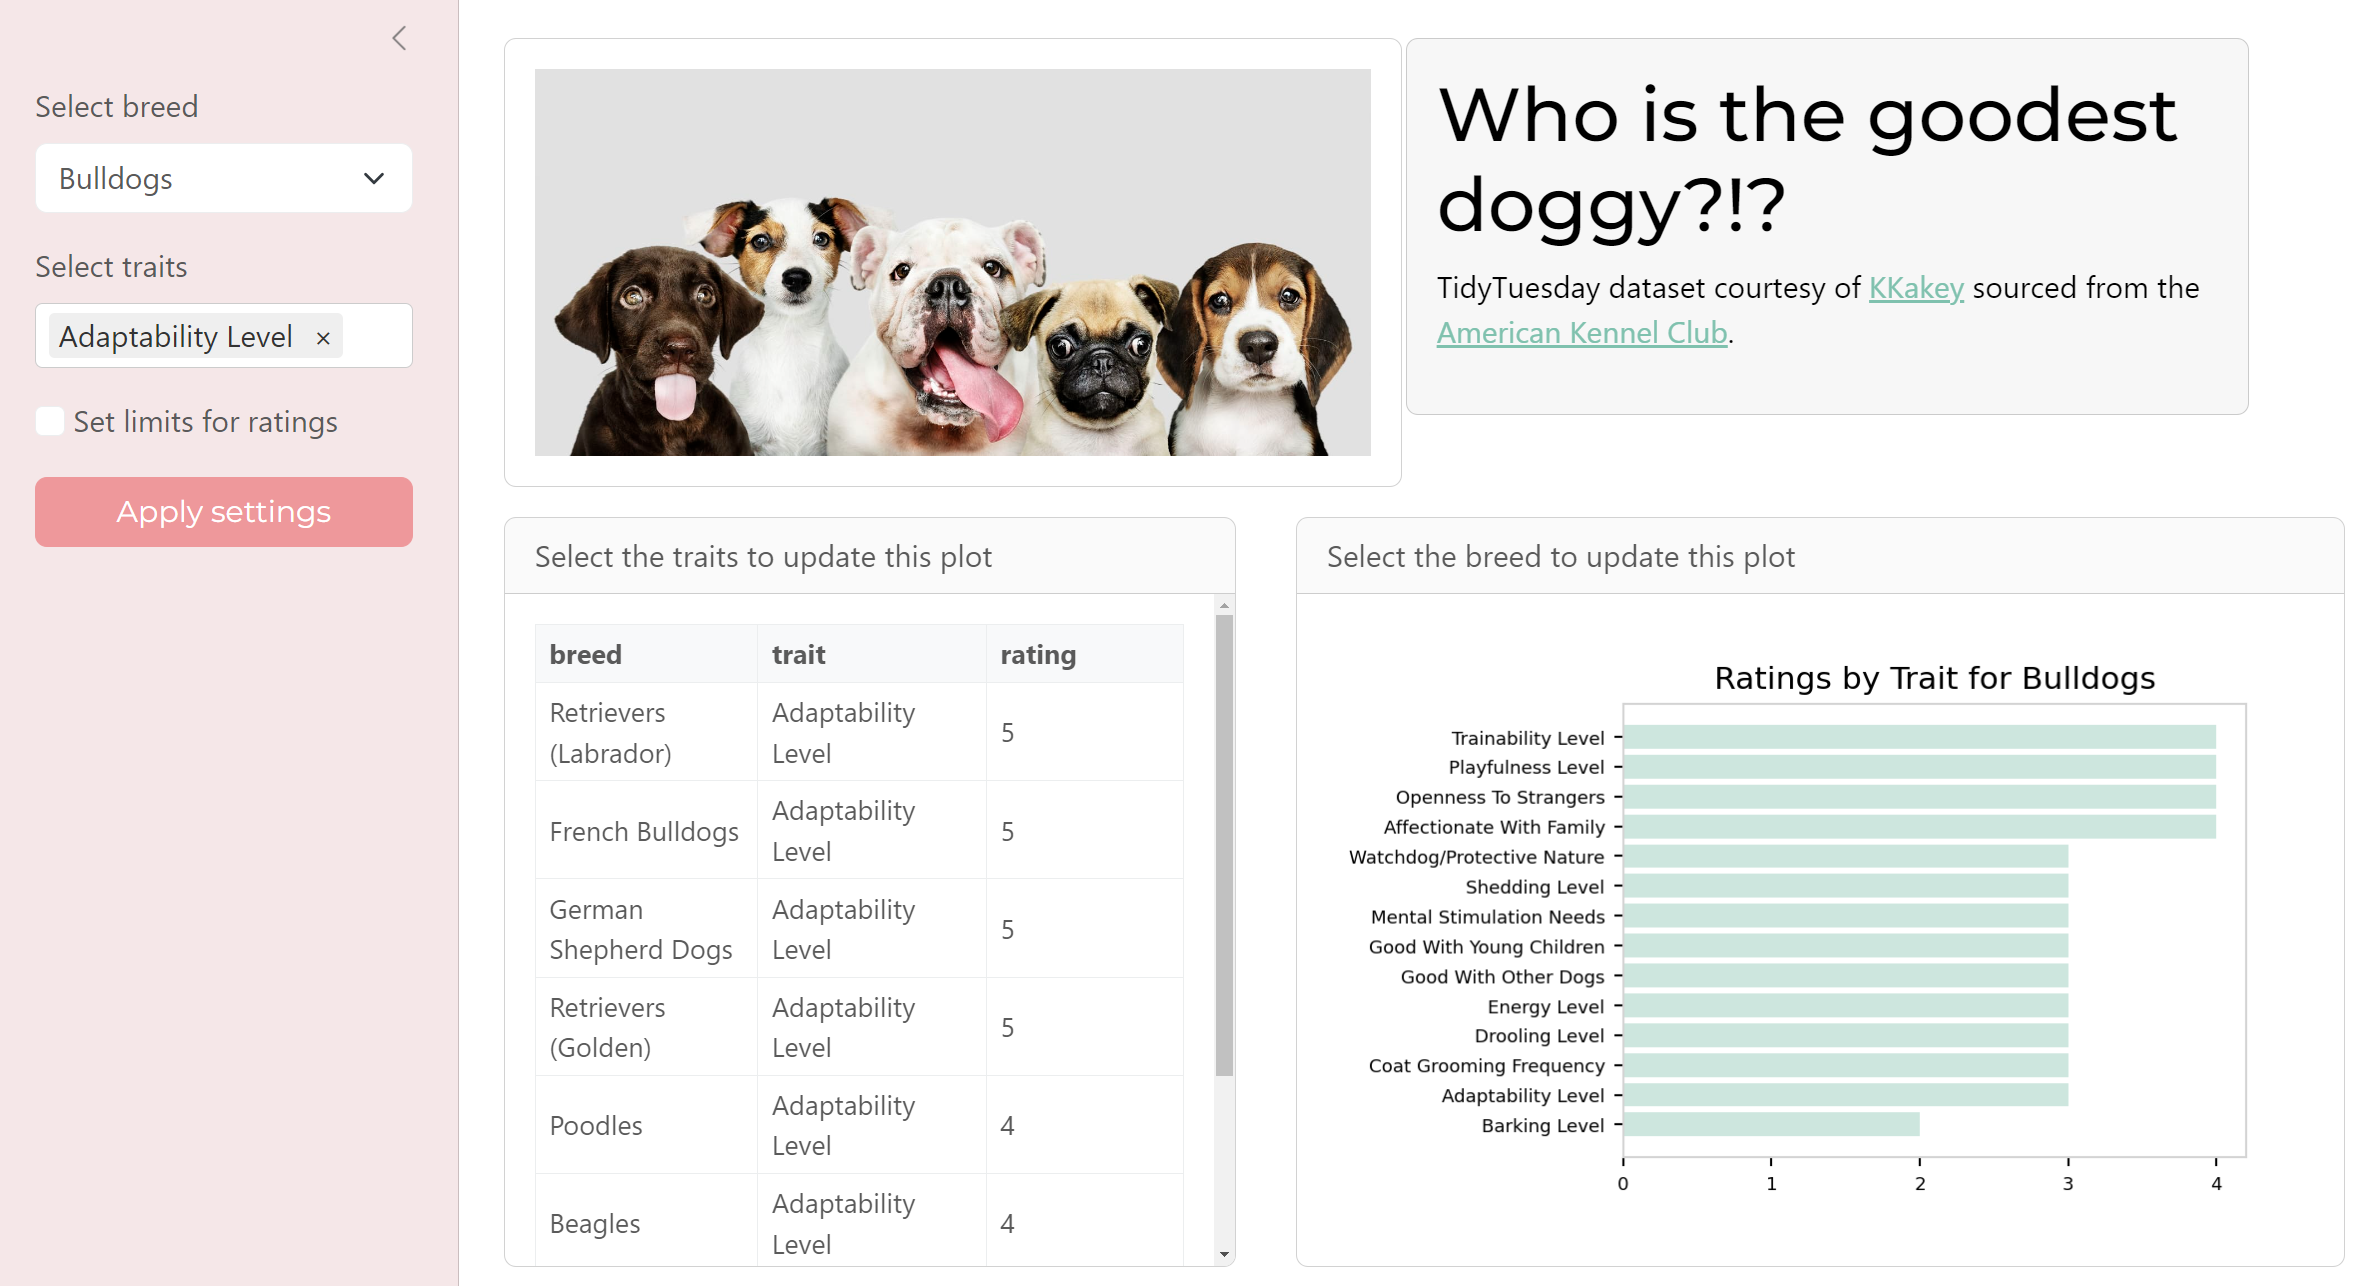 Select breed
Bulldogs
Select traits
Adaptability Level ×
Set limits for ratings
Apply settings
Who is the goodest
doggy?!?
TidyTuesday dataset courtesy of KKakey sourced from the
American Kennel Club.
Select the traits to update this plot
breed trait rating
Retrievers
(Labrador)
Adaptability
Level
5
French Bulldogs
Adaptability
Level
5
German
Shepherd Dogs
Adaptability
Level
5
Retrievers
(Golden)
Adaptability
Level
5
Poodles
Adaptability
Level
4
Beagles
Adaptability
Level
4
Select the breed to update this plot
Ratings by Trait for Bulldogs
Trainability Level
Playfulness Level
Openness To Strangers
Affectionate With Family
Watchdog/Protective Nature
Shedding Level
Mental Stimulation Needs
Good With Young Children
Good With Other Dogs
Energy Level
Drooling Level
Coat Grooming Frequency
Adaptability Level
Barking Level
0 1 2 3 4